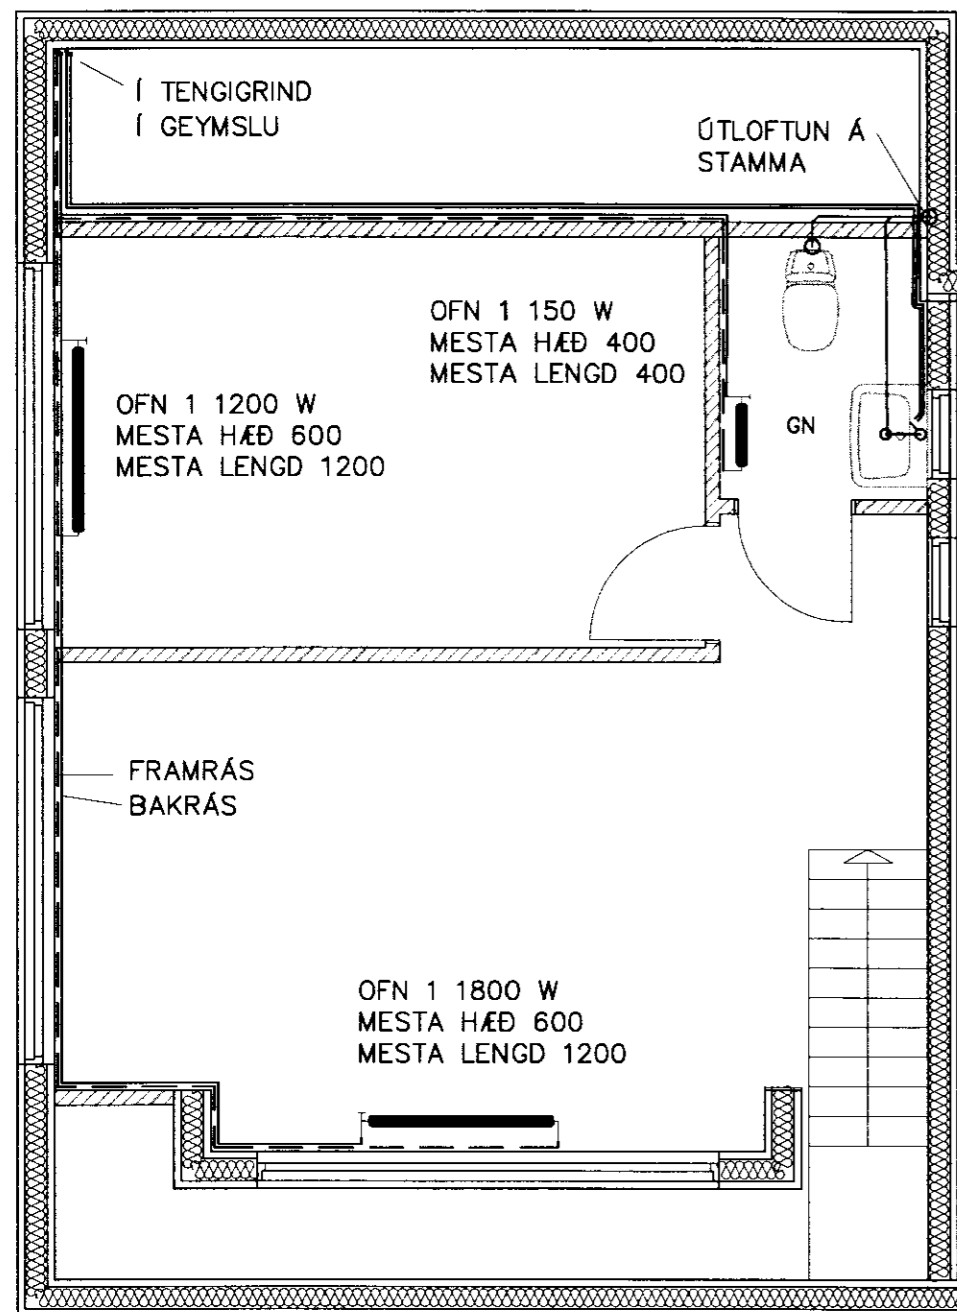 Í TENGIGRIND
Í GEYMSLU
ÚTLOFTUN Á
STAMMA
OFN 1 150 W
MESTA HÆÐ 400
MESTA LENGD 400
OFN 1 1200 W
MESTA HÆÐ 600
MESTA LENGD 1200
GN
FRAMRÁS
BAKRÁS
OFN 1 1800 W
MESTA HÆÐ 600
MESTA LENGD 1200